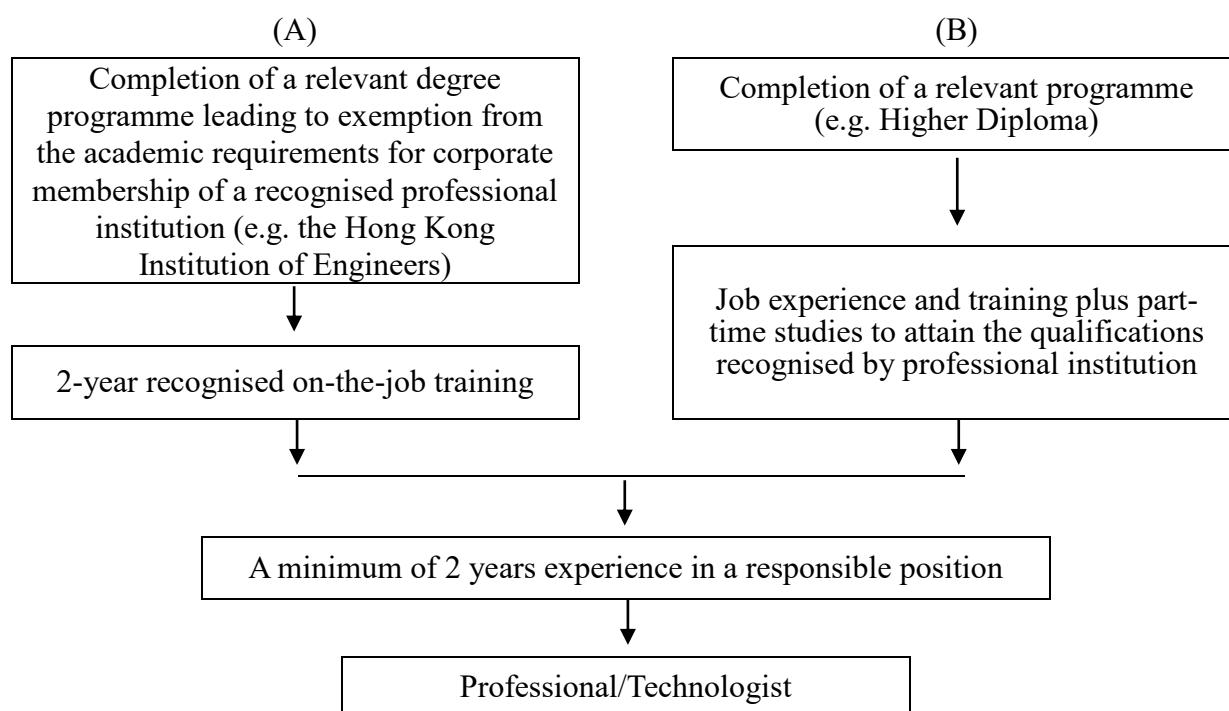 (A)
Completion of a relevant degree
programme leading to exemption from
the academic requirements for corporate
membership of a recognised professional
institution (e.g. the Hong Kong
Institution of Engineers)
2-year recognised on-the-job training
(B)
Completion of a relevant programme
(e.g. Higher Diploma)
Job experience and training plus part-
time studies to attain the qualifications
recognised by professional institution
A minimum of 2 years experience in a responsible position
Professional/Technologist